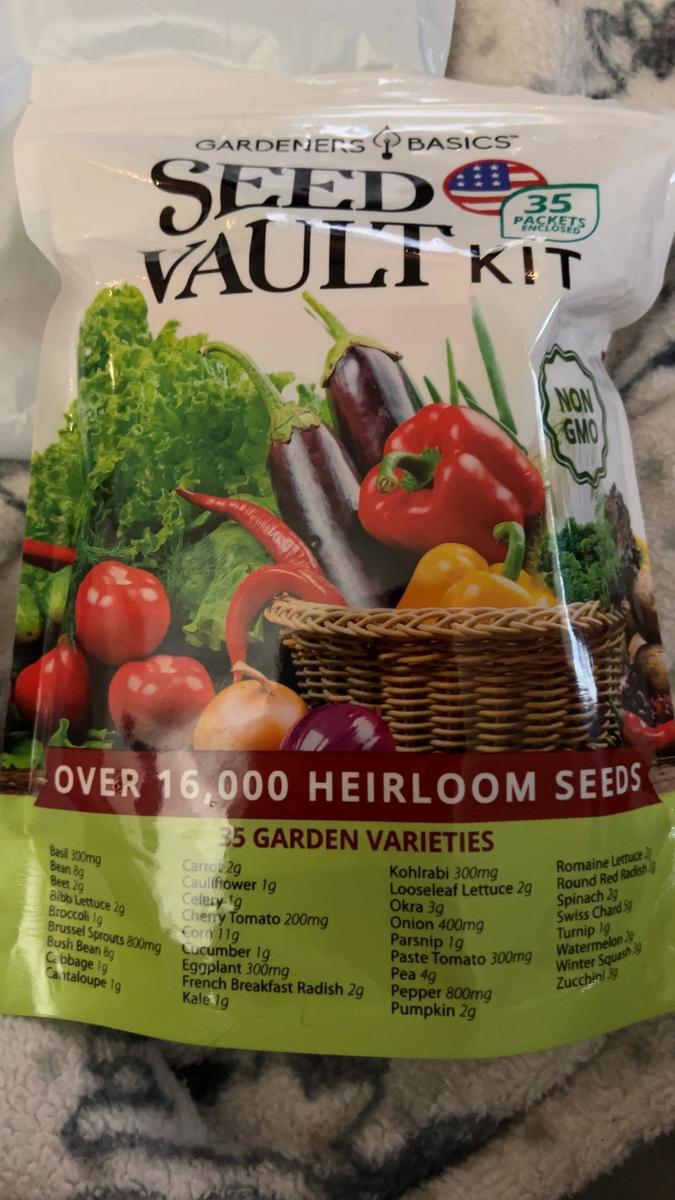 GARDENERS BASICS™
SEED
VAULT KIT
35
PACKETS
ENCLOSED
NON
GMO
OVER 16,000 HEIRLOOM SEEDS
35 GARDEN VARIETIES
Basil 300mg
Bean 8g
Beet 2g
Bibb Lettuce 2g
Broccoli 1g
Brussel Sprouts 800mg
Bush Bean 8g
Cabbage 1g
Cantaloupe 1g
Carrot 2g
Cauliflower 1g
Celery 1g
Cherry Tomato 200mg
Corn 11g
Cucumber 1g
Eggplant 300mg
French Breakfast Radish 2g
Kale 1g
Kohlrabi 300mg
Looseleaf Lettuce 2g
Okra 3g
Onion 400mg
Parsnip 1g
Paste Tomato 300mg
Pea 4g
Pepper 800mg
Pumpkin 2g
Romaine Lettuce 2g
Round Red Radish
Spinach 2g
Swiss Chard 5g
Turnip 1g
Watermelon 2g
Winter Squash 3g
Zucchini 3g